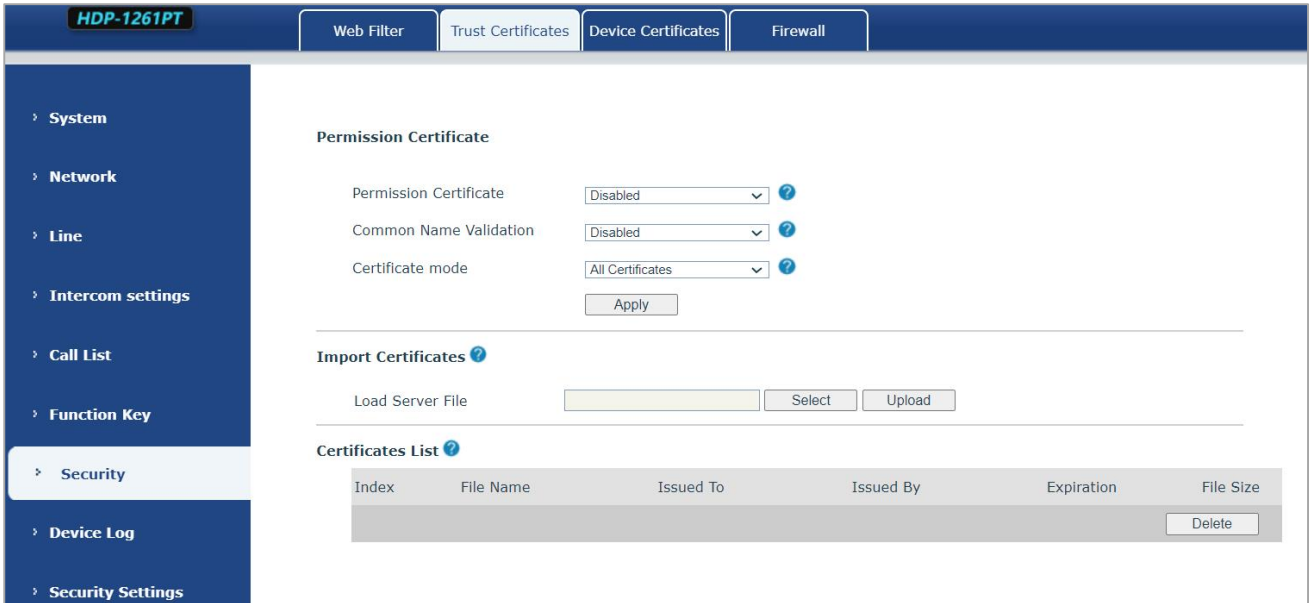 HDP-1261PT
Web Filter
Trust Certificates
Device Certificates
Firewall
System
Network
Line
Intercom settings
Call List
Function Key
Security
Device Log
Security Settings
Permission Certificate
Permission Certificate Disabled ?
Common Name Validation Disabled ?
Certificate mode All Certificates ?
Apply
Import Certificates ?
Load Server File Select Upload
Certificates List ?
Index File Name Issued To Issued By Expiration File Size
Delete